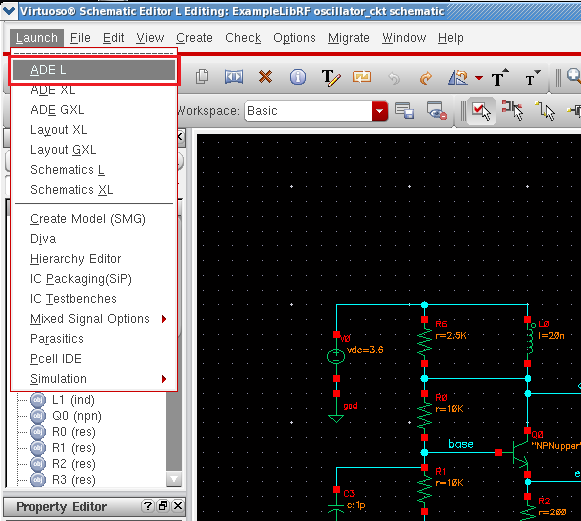 Virtuoso® Schematic Editor L Editing: ExampleLibRF oscillator_ckt schematic
Launch File Edit View Create Check Options Migrate Window Help
ADE L
ADE XL
ADE GXL
Workspace: Basic
Layout XL
Layout GXL
Schematics L
Schematics XL
Create Model (SMG)
Diva
Hierarchy Editor
IC Packaging(SiP)
IC Testbenches
Mixed Signal Options
Parasitics
Pcell IDE
Simulation
L1 (ind)
Q0 (npn)
R0 (res)
R1 (res)
R2 (res)
R3 (res)
Property Editor
V0
vdc=3.6
gnd
R6
r=2.5K
L0
l=20n
R0
r=10K
base
Q0
"NPNupper"
R1
r=10K
C3
c:1p
R2
r=200